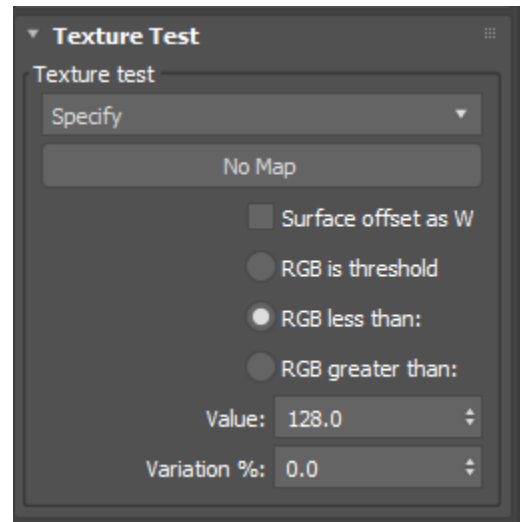 Texture Test
Texture test
Specify
No Map
Surface offset as W
RGB is threshold
RGB less than:
RGB greater than:
Value: 128.0
Variation %: 0.0